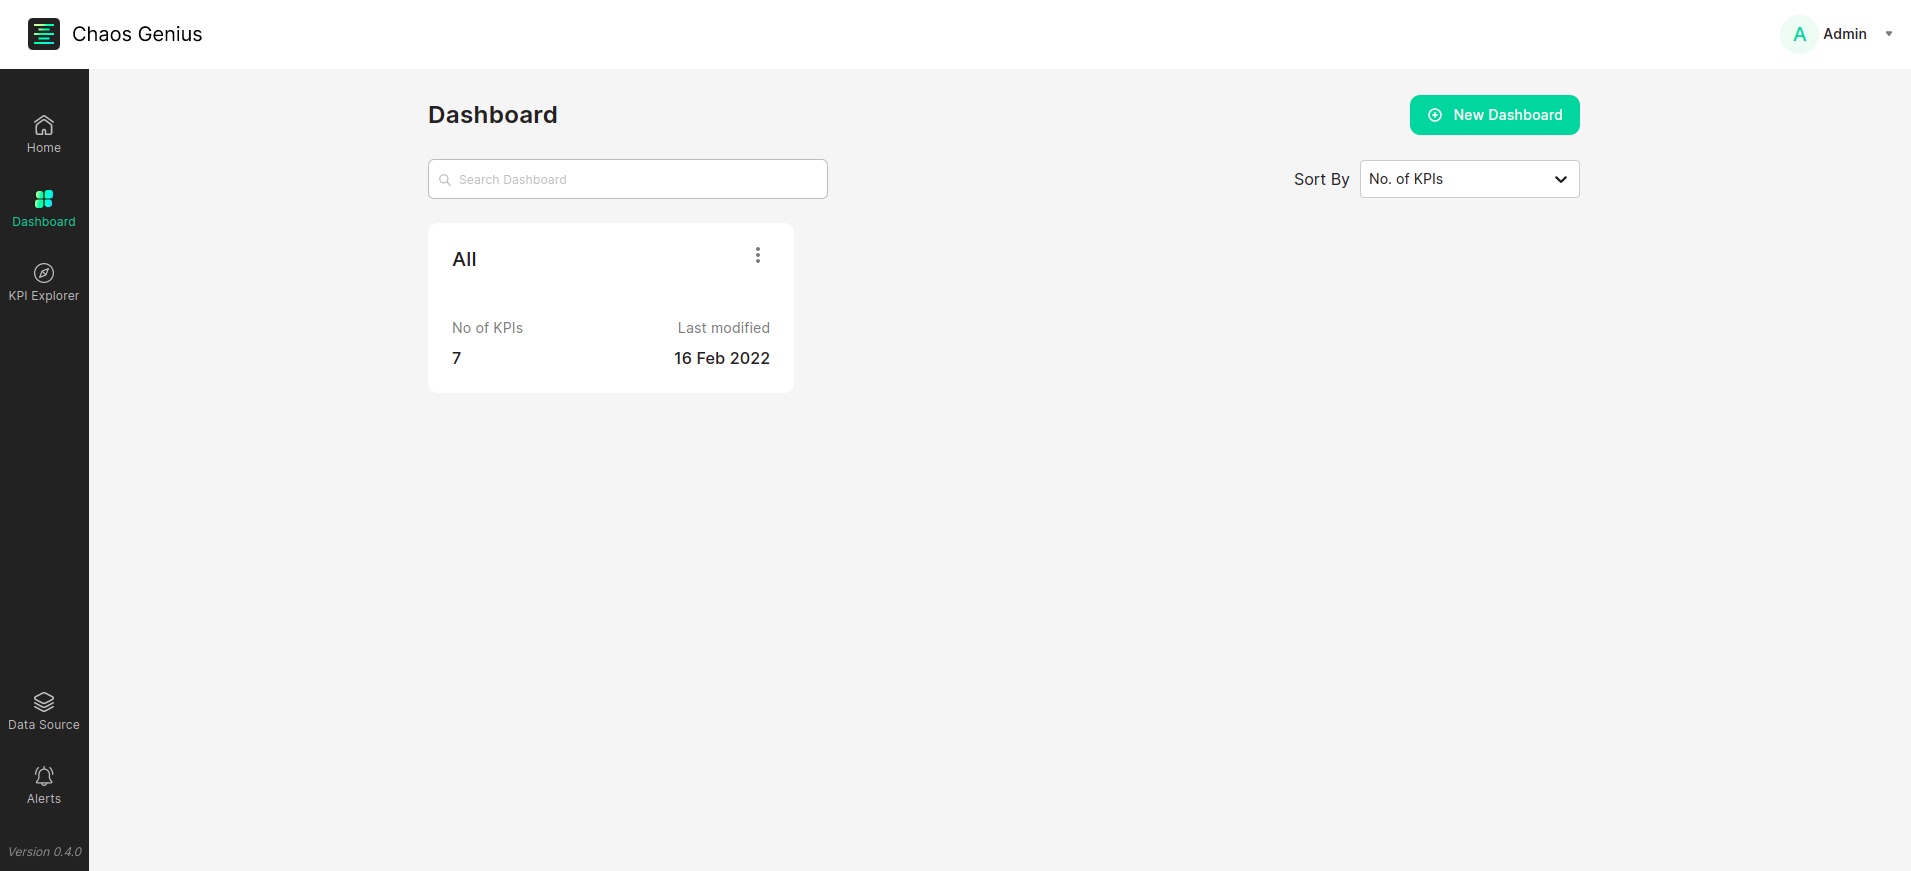 Chaos Genius
A Admin
Home
Dashboard
KPI Explorer
Data Source
Alerts
Version 0.4.0
Dashboard
New Dashboard
Search Dashboard
Sort By No. of KPIs
All
No of KPIs Last modified
7 16 Feb 2022